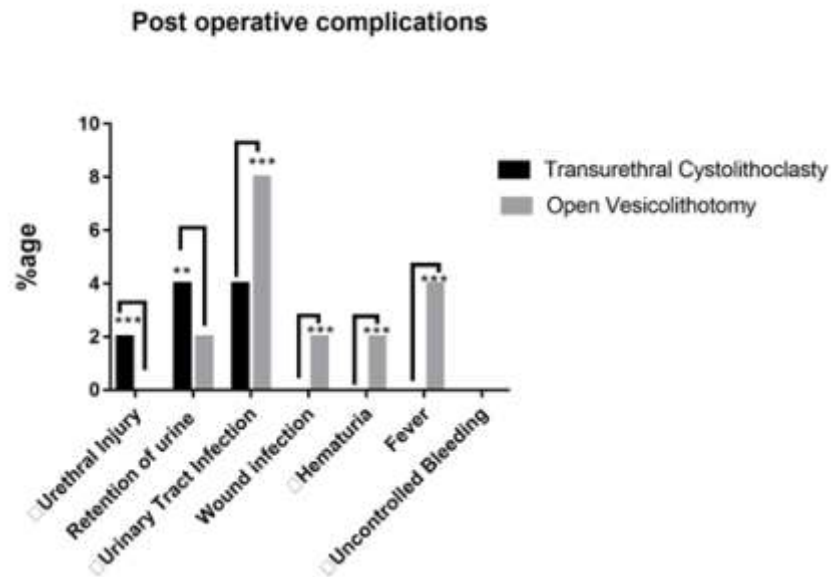 Post operative complications
10
8
6
4
2
0
%age
***
**
***
***
***
***
Transurethral Cystolithoclasty
Open Vesicolithotomy
□Urethral Injury
Retention of urine
□Urinary Tract Infection
Wound infection
□Hematuria
Fever
□Uncontrolled Bleeding